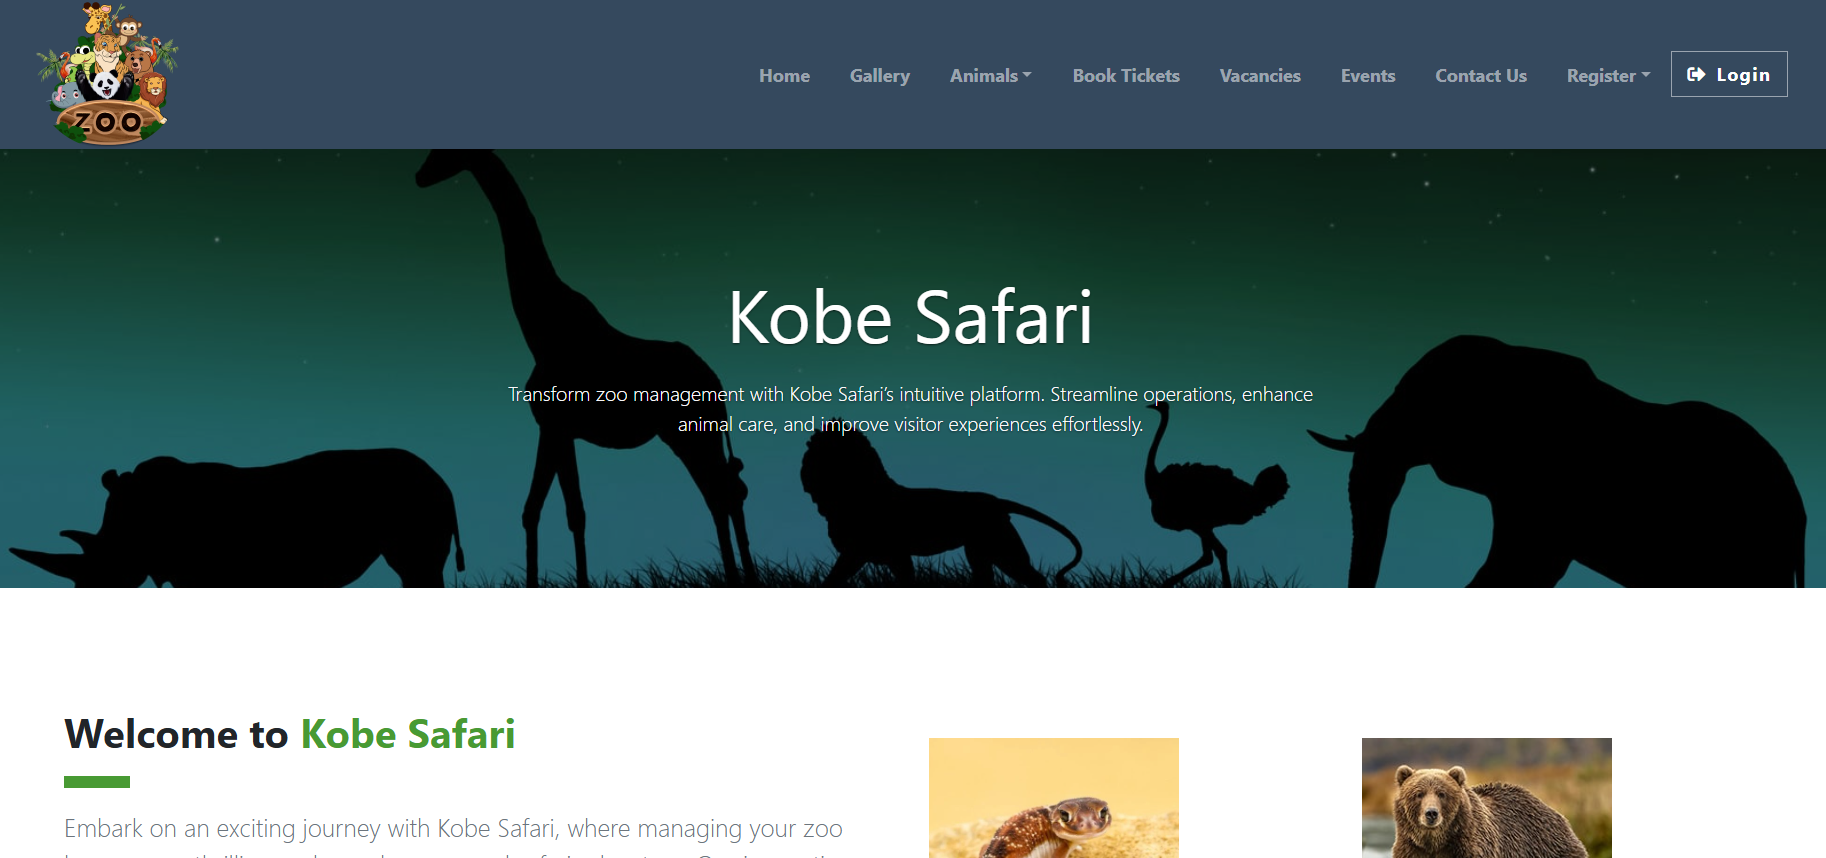 ZOO
Home Gallery Animals Book Tickets Vacancies Events Contact Us Register Login
Kobe Safari
Transform zoo management with Kobe Safari’s intuitive platform. Streamline operations, enhance
animal care, and improve visitor experiences effortlessly.
Welcome to Kobe Safari
Embark on an exciting journey with Kobe Safari, where managing your zoo